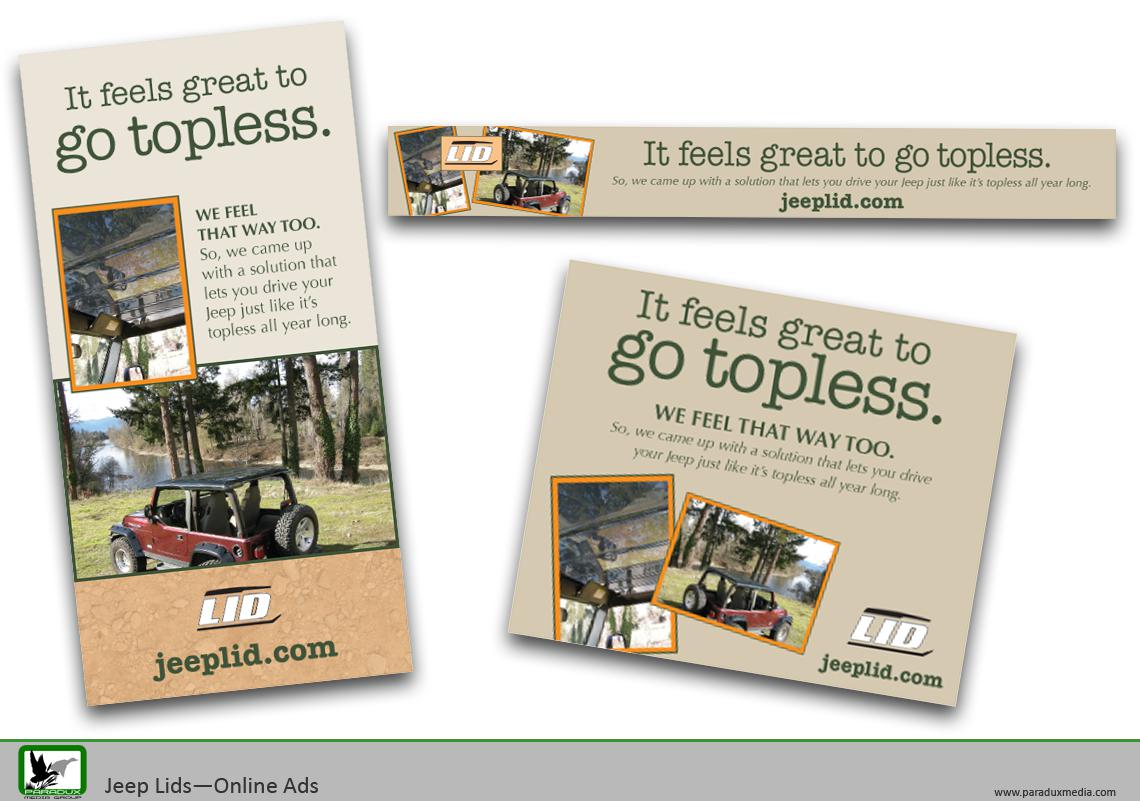 It feels great to
go topless.
WE FEEL
THAT WAY TOO.
So, we came up
with a solution that
lets you drive your
Jeep just like it's
topless all year long.
LID
jeeplid.com
LID
It feels great to go topless.
So, we came up with a solution that lets you drive your Jeep just like it's topless all year long.
jeeplid.com
It feels great to
go topless.
WE FEEL THAT WAY TOO.
So, we came up with a solution that lets you drive
your Jeep just like it's topless all year long.
LID
jeeplid.com
PARADUX
MEDIA GROUP
Jeep Lids—Online Ads
www.paraduxmedia.com